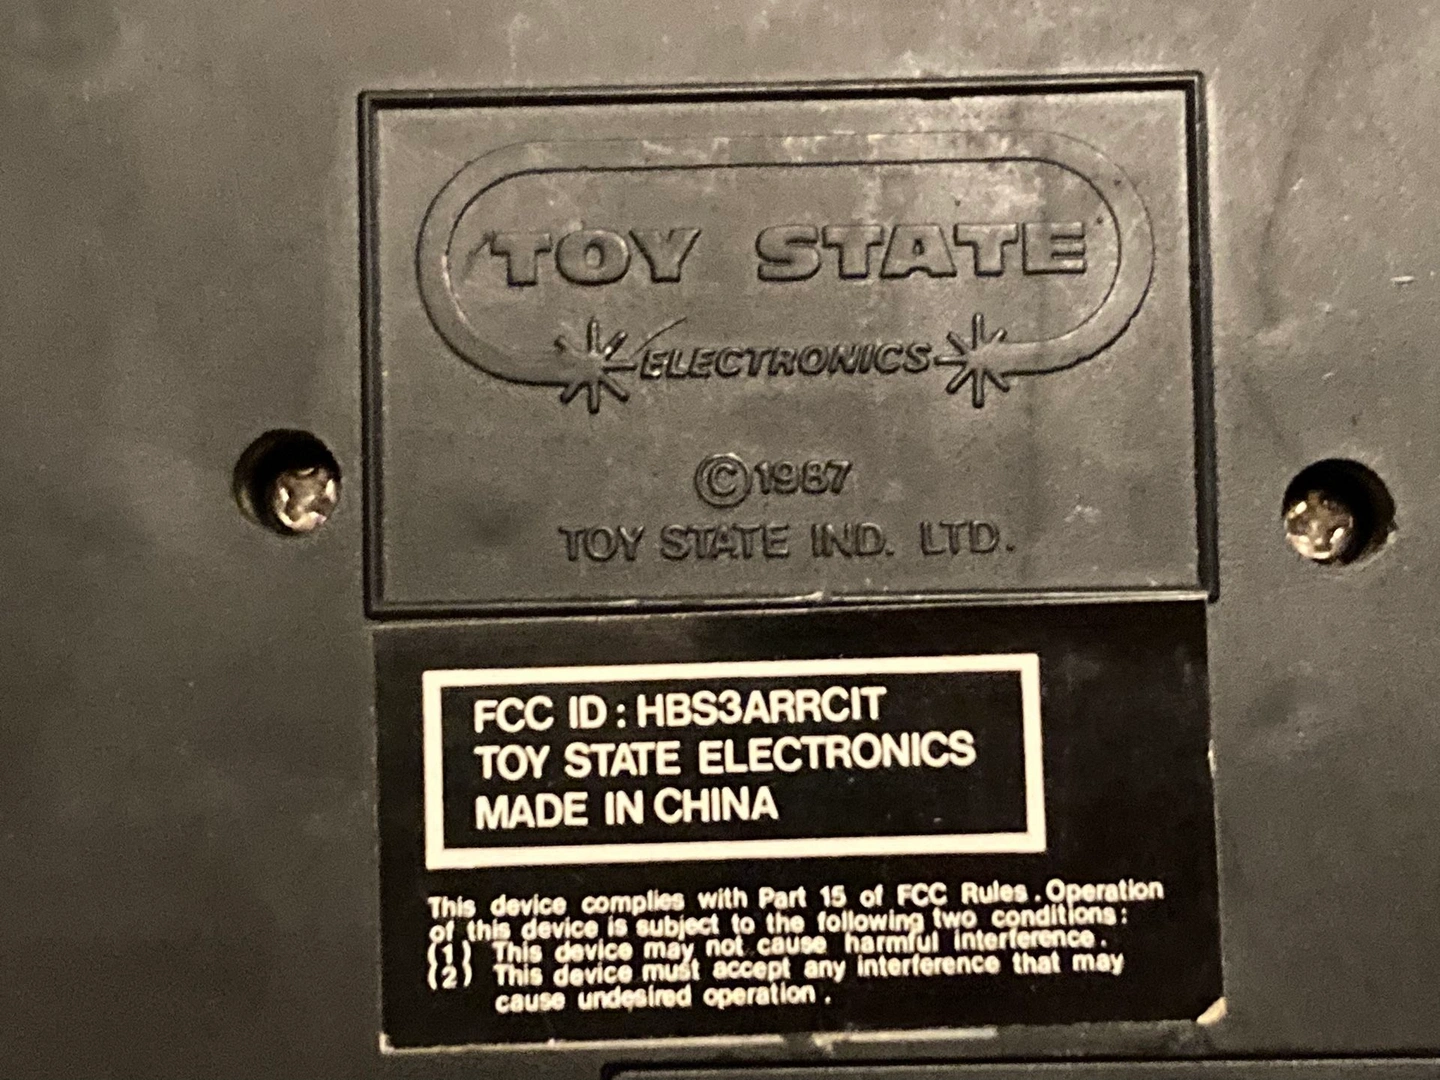 TOY STATE
ELECTRONICS
©1987
TOY STATE IND. LTD.
FCC ID : HBS3ARRCIT
TOY STATE ELECTRONICS
MADE IN CHINA
This device complies with Part 15 of FCC Rules. Operation
of this device is subject to the following two conditions:
(1) This device may not cause harmful interference.
(2) This device must accept any interference that may
cause undesired operation.